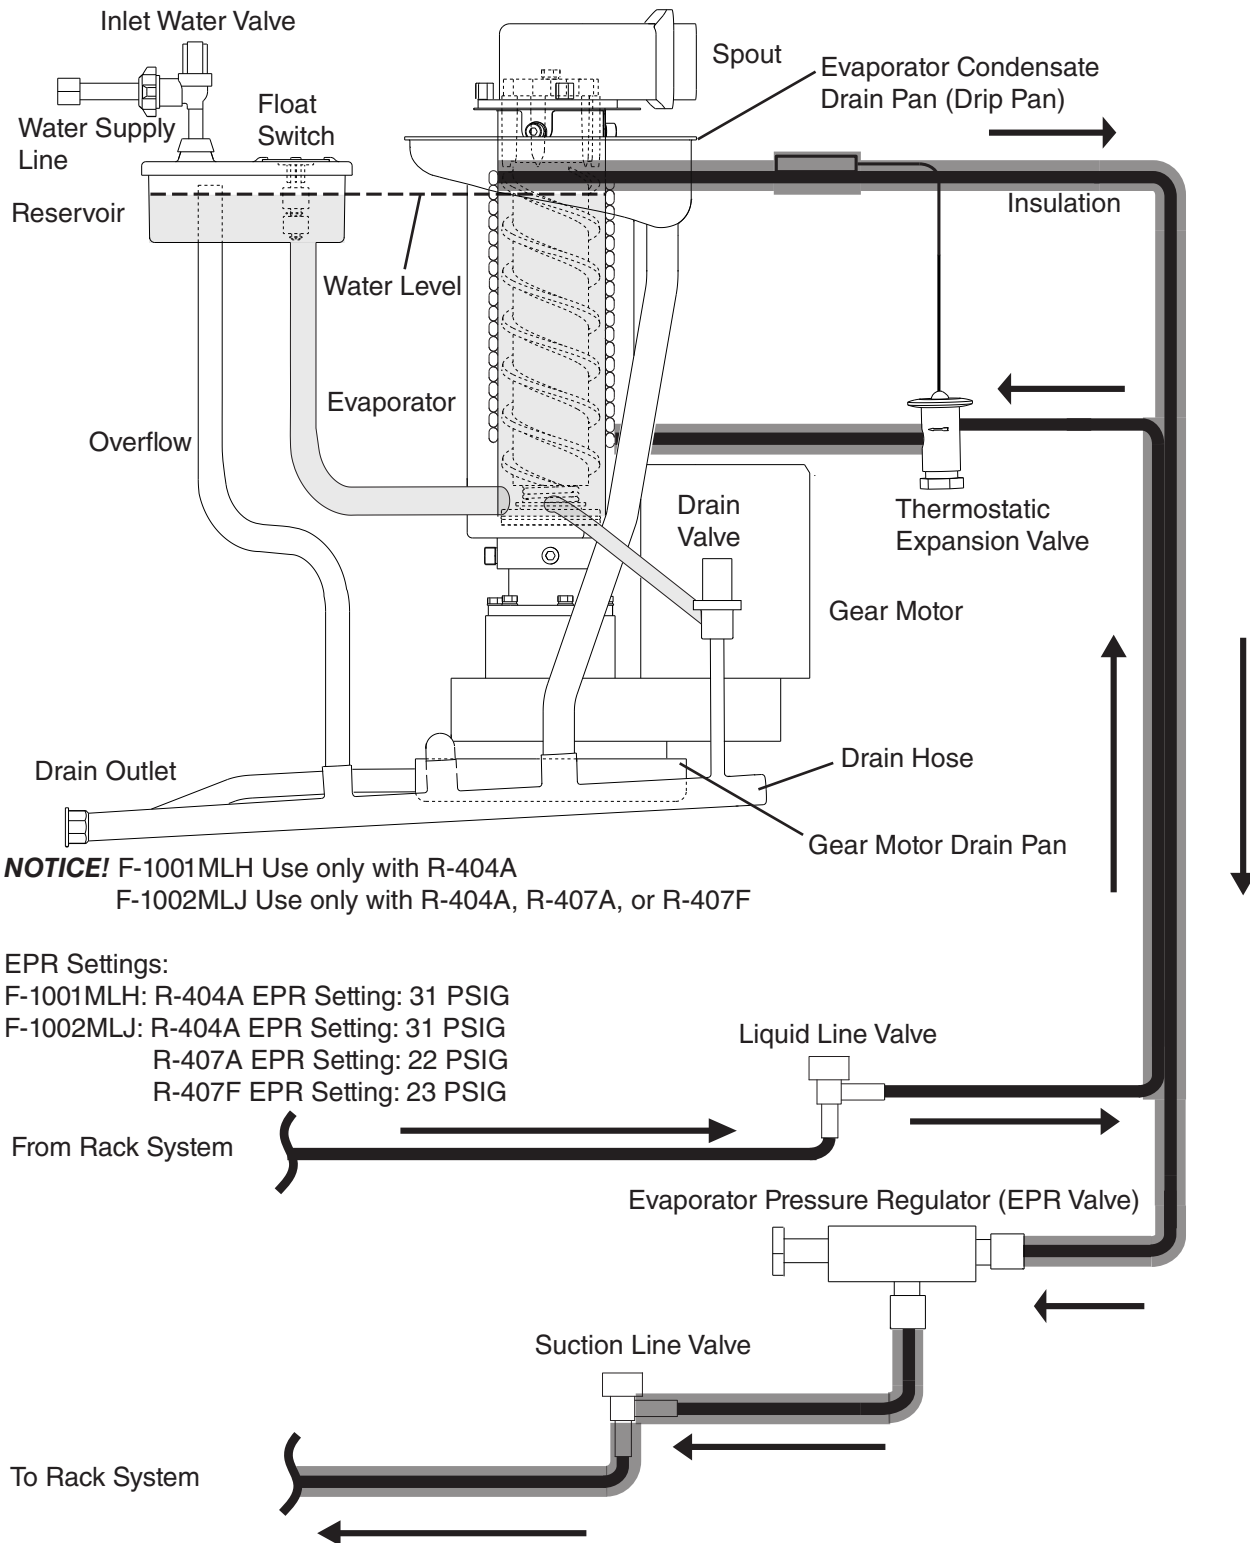 Inlet Water Valve
Spout
Evaporator Condensate
Drain Pan (Drip Pan)
Float
Switch
Water Supply
Line
Reservoir
Insulation
Water Level
Evaporator
Overflow
Drain
Valve
Thermostatic
Expansion Valve
Gear Motor
Drain Hose
Drain Outlet
Gear Motor Drain Pan
NOTICE! F-1001MLH Use only with R-404A
F-1002MLJ Use only with R-404A, R-407A, or R-407F
EPR Settings:
F-1001MLH: R-404A EPR Setting: 31 PSIG
F-1002MLJ: R-404A EPR Setting: 31 PSIG
R-407A EPR Setting: 22 PSIG
R-407F EPR Setting: 23 PSIG
Liquid Line Valve
From Rack System
Evaporator Pressure Regulator (EPR Valve)
Suction Line Valve
To Rack System